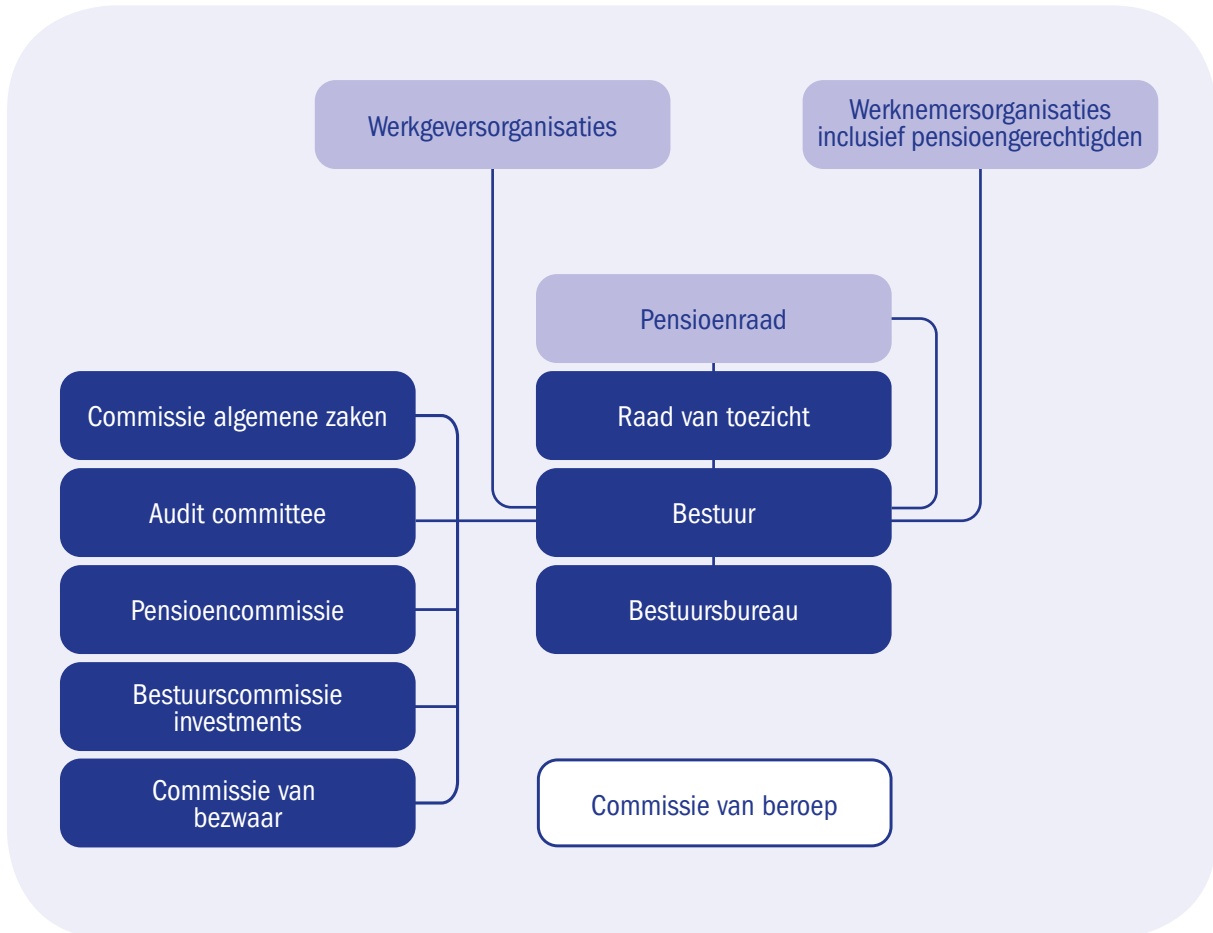 Werkgeversorganisaties
Werknemersorganisaties
inclusief pensioengerechtigden
Pensioenraad
Commissie algemene zaken
Raad van toezicht
Audit committee
Bestuur
Pensioencommissie
Bestuursbureau
Bestuurscommissie
investments
Commissie van
bezwaar
Commissie van beroep